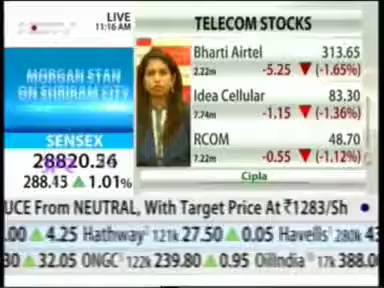 LIVE
11:16 AM
TELECOM STOCKS
MORGAN STAN
ON SHRIRAM CITY
Bharti Airtel 313.65
2.22m -5.25 ▼ (-1.65%)
Idea Cellular 83.30
7.74m -1.15 ▼ (-1.36%)
RCOM 48.70
7.22m -0.55 ▼ (-1.12%)
SENSEX
288.43 ▲ 1.01%
Cipla
UCE From NEUTRAL, With Target Price At ₹1283/Sh
.00 ▲ 4.25 Hathway 121k 27.50 ▲ 0.05 Havells 280k 43
30 ▲ 32.05 ONGC 122k 239.80 ▲ 0.95 OilIndia 17k 388.0